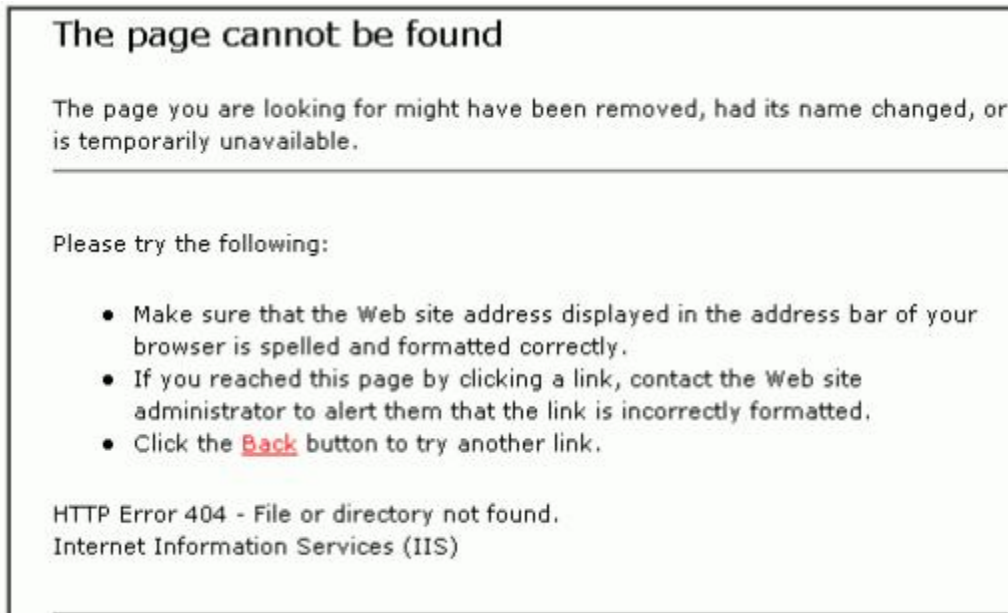 The page cannot be found
The page you are looking for might have been removed, had its name changed, or
is temporarily unavailable.
Please try the following:
• Make sure that the Web site address displayed in the address bar of your
browser is spelled and formatted correctly.
• If you reached this page by clicking a link, contact the Web site
administrator to alert them that the link is incorrectly formatted.
• Click the Back button to try another link.
HTTP Error 404 - File or directory not found.
Internet Information Services (IIS)